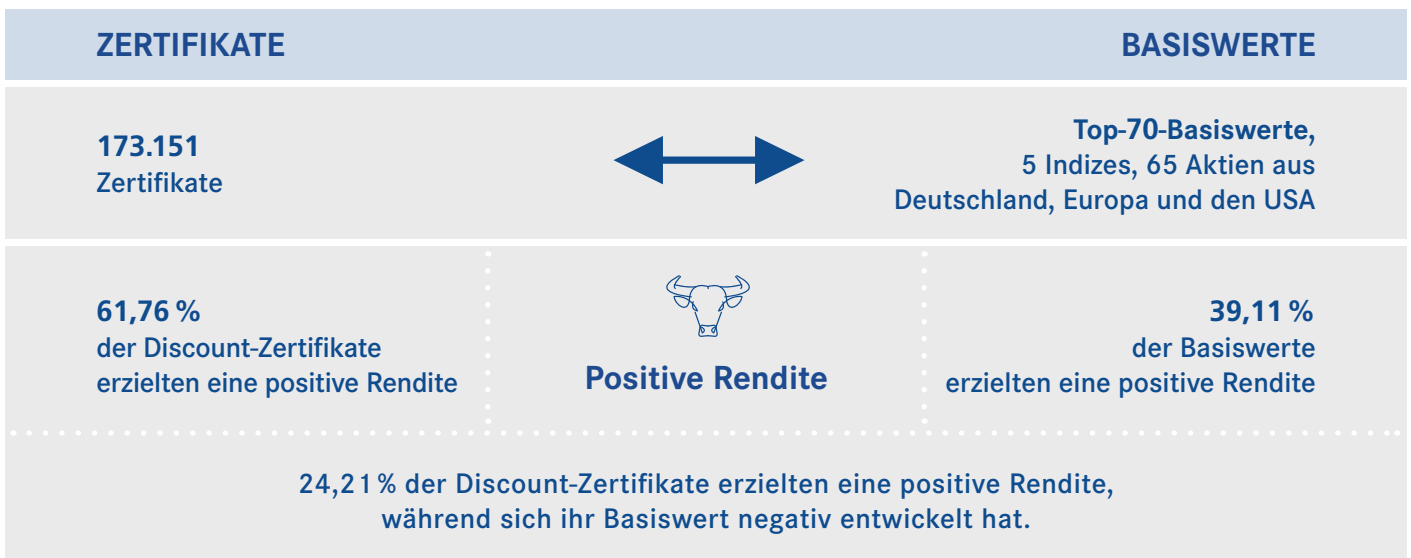 ZERTIFIKATE
BASISWERTE
173.151
Zertifikate
Top-70-Basiswerte,
5 Indizes, 65 Aktien aus
Deutschland, Europa und den USA
61,76 %
der Discount-Zertifikate
erzielten eine positive Rendite
Positive Rendite
39,11 %
der Basiswerte
erzielten eine positive Rendite
24,21 % der Discount-Zertifikate erzielten eine positive Rendite,
während sich ihr Basiswert negativ entwickelt hat.